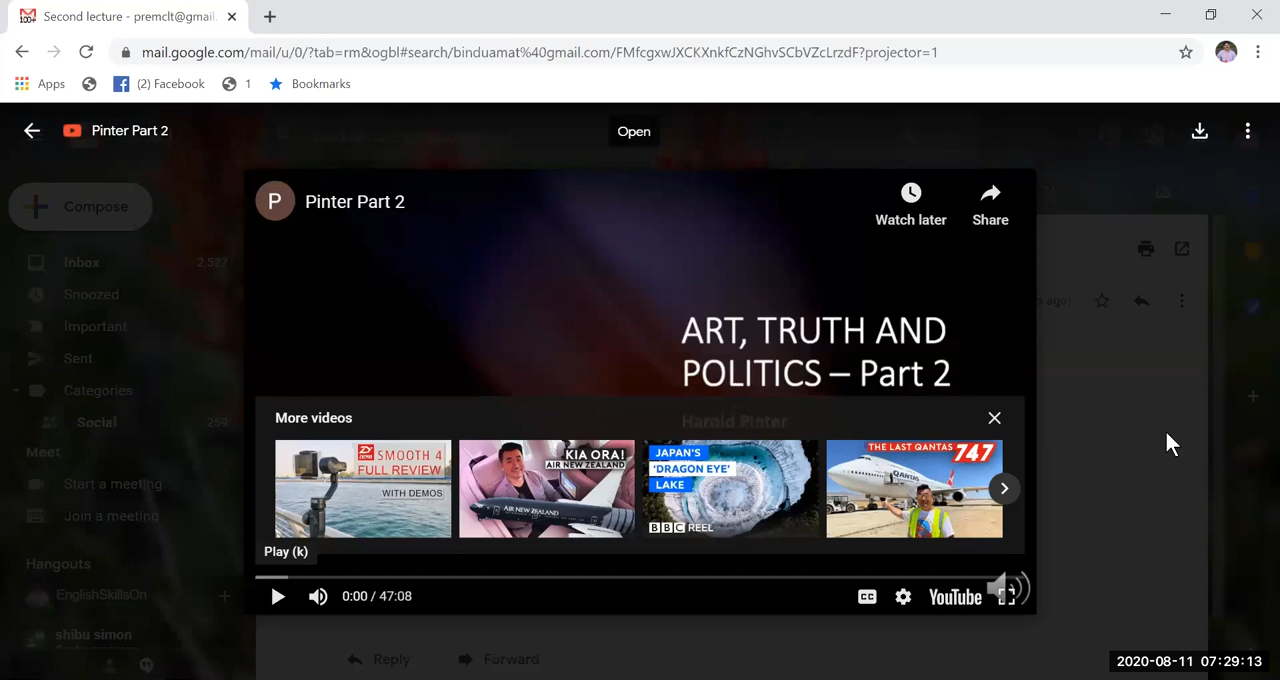 Second lecture - premclt@gmail.
mail.google.com/mail/u/0/?tab=rm&ogbl#search/binduamat%40gmail.com/FMfcgxwJXCKXnkfCzNGhvSCbVZcLrzdF?projector=1
Apps (2) Facebook 1 Bookmarks
Pinter Part 2
Open
P Pinter Part 2
Watch later Share
Compose
Inbox 2,527
Snoozed
Important
Sent
Categories
Social 259
Meet
Start a meeting
Join a meeting
Hangouts
EnglishSkillsOn
shibu simon
ART, TRUTH AND
POLITICS – Part 2
Harold Pinter
More videos
SMOOTH 4
FULL REVIEW
WITH DEMOS
KIA ORA!
AIR NEW ZEALAND
AIR NEW ZEALAND
JAPAN'S
'DRAGON EYE'
LAKE
BBC REEL
THE LAST QANTAS
747
QANTAS
Play (k)
0:00 / 47:08
CC
YouTube
Reply Forward
2020-08-11 07:29:13